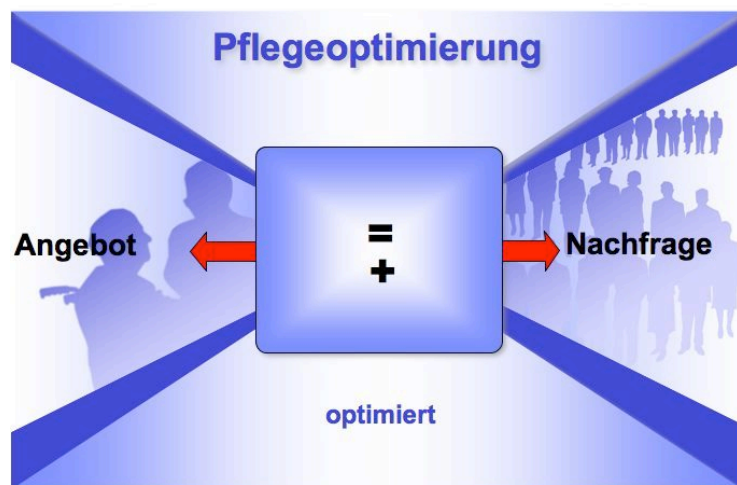 Pflegeoptimierung
=
Angebot
Nachfrage
+
optimiert